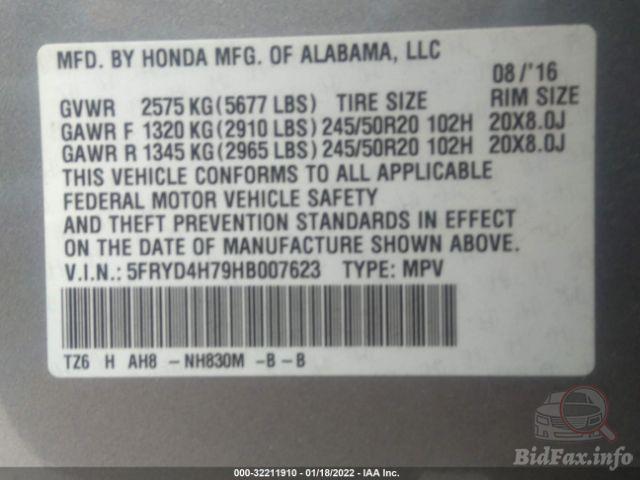 MFD. BY HONDA MFG. OF ALABAMA, LLC
08/'16
GVWR 2575 KG(5677 LBS) TIRE SIZE RIM SIZE
GAWR F 1320 KG(2910 LBS)245/50R20 102H 20X8.0J
GAWR R 1345 KG(2965 LBS)245/50R20 102H 20X8.0J
THIS VEHICLE CONFORMS TO ALL APPLICABLE
FEDERAL MOTOR VEHICLE SAFETY
AND THEFT PREVENTION STANDARDS IN EFFECT
ON THE DATE OF MANUFACTURE SHOWN ABOVE.
V.I.N.: 5FRYD4H79HB007623 TYPE: MPV
TZ6 H AH8 - NH830M -B-B
BidFax.info
000-32211910 - 01/18/2022 - IAA Inc.